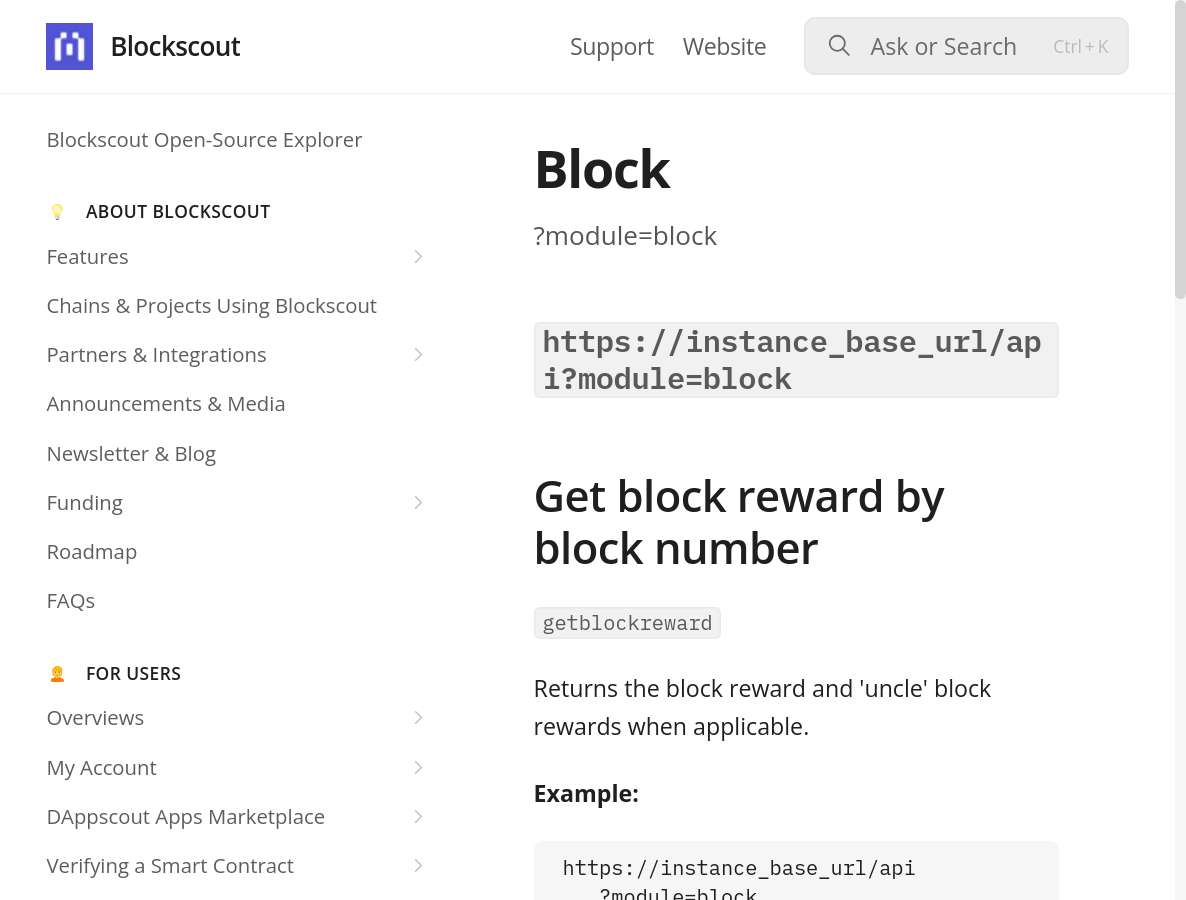 Blockscout
Support
Website
Ask or Search
Ctrl + K
Blockscout Open-Source Explorer
ABOUT BLOCKSCOUT
Features
Chains & Projects Using Blockscout
Partners & Integrations
Announcements & Media
Newsletter & Blog
Funding
Roadmap
FAQs
FOR USERS
Overviews
My Account
DAppscout Apps Marketplace
Verifying a Smart Contract
Block
?module=block
https://instance_base_url/ap
i?module=block
Get block reward by
block number
getblockreward
Returns the block reward and 'uncle' block
rewards when applicable.
Example:
https://instance_base_url/api
?module=block